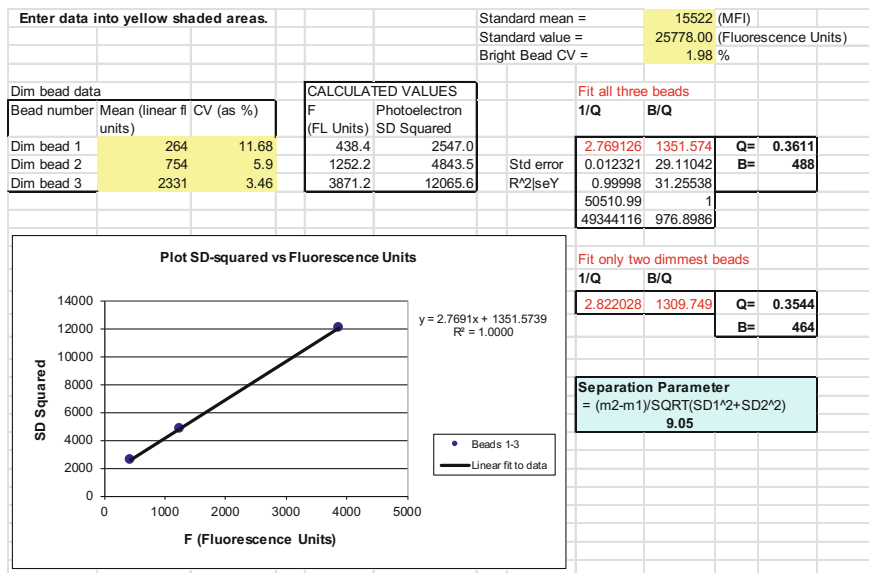 Enter data into yellow shaded areas.
Standard mean = 15522 (MFI)
Standard value = 25778.00 (Fluorescence Units)
Bright Bead CV = 1.98 %
Dim bead data
CALCULATED VALUES
Fit all three beads
Bead number Mean (linear fl units) CV (as %)
F (FL Units) Photoelectron SD Squared
1/Q B/Q
Dim bead 1 264 11.68 438.4 2547.0 2.769126 1351.574 Q= 0.3611
Dim bead 2 754 5.9 1252.2 4843.5 Std error 0.012321 29.11042 B= 488
Dim bead 3 2331 3.46 3871.2 12065.6 R^2|seY 0.99998 31.25538
50510.99 1
49344116 976.8986
Fit only two dimmest beads
1/Q B/Q
2.822028 1309.749 Q= 0.3544
B= 464
Separation Parameter
= (m2-m1)/SQRT(SD1^2+SD2^2)
9.05
Plot SD-squared vs Fluorescence Units
14000
12000
10000
8000
6000
4000
2000
0
SD Squared
0 1000 2000 3000 4000 5000
F (Fluorescence Units)
y = 2.7691x + 1351.5739
R² = 1.0000
Beads 1-3
Linear fit to data